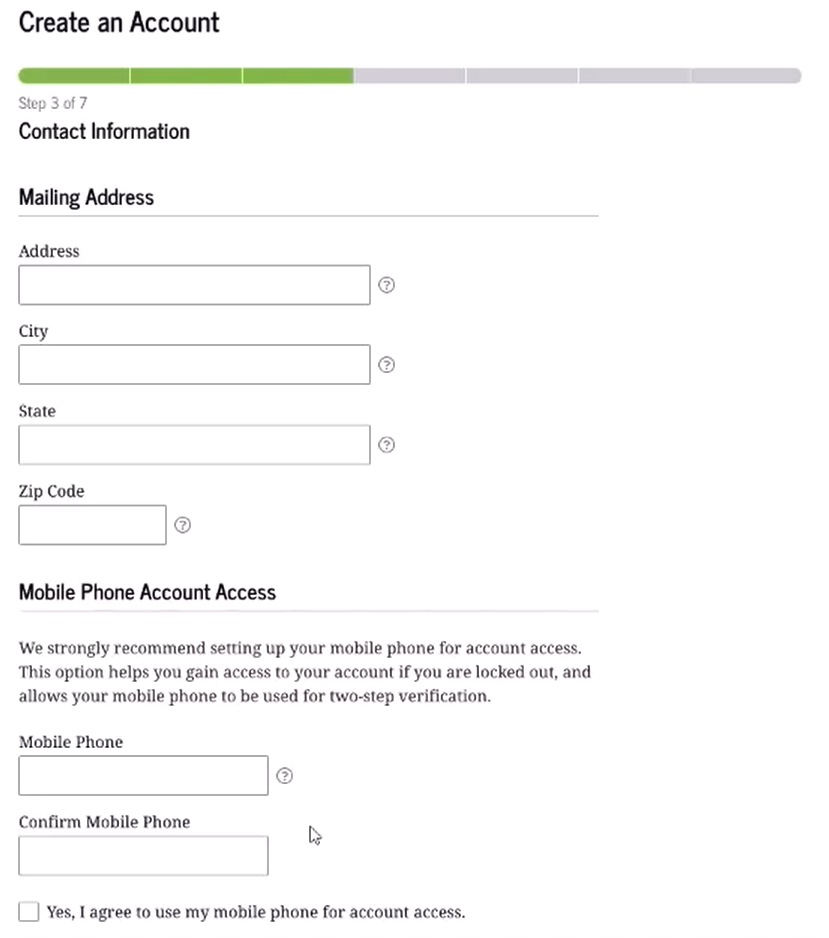 Create an Account
Step 3 of 7
Contact Information
Mailing Address
Address
?
City
?
State
?
Zip Code
?
Mobile Phone Account Access
We strongly recommend setting up your mobile phone for account access.
This option helps you gain access to your account if you are locked out, and
allows your mobile phone to be used for two-step verification.
Mobile Phone
?
Confirm Mobile Phone
Yes, I agree to use my mobile phone for account access.